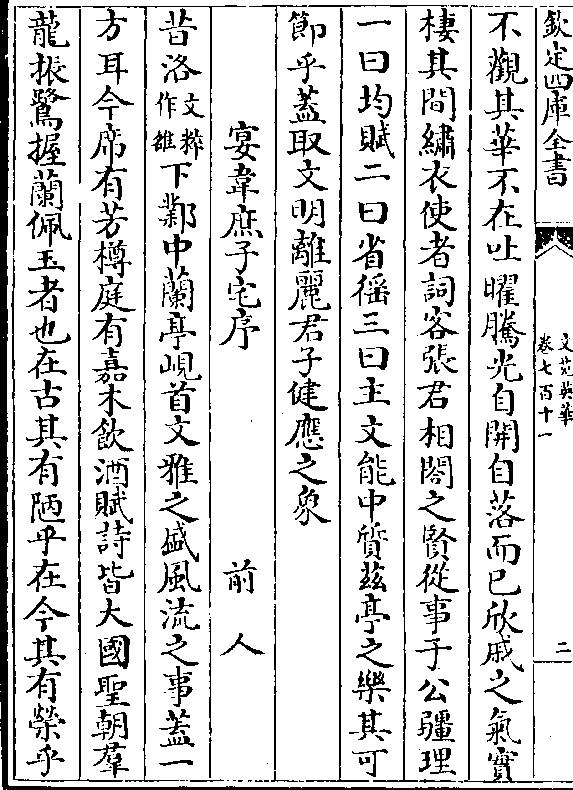 欽定四庫全書
文苑英華
卷七百十一
二
不觀其華不在吐曜騰光自開自落而已欣戚之氣實
棲其間繡衣使者詞客張君相閣之賢從事于公疆理
一曰均賦二曰省徭三曰主文能中質兹亭之樂其可
節乎蓋取文明離麗君子健應之象
宴韋庶子宅序　前人
昔洛文粹作雒下鄴中蘭亭峴首文雅之盛風流之事蓋一
方耳今席有芳樽庭有嘉木飲酒賦詩皆大國聖朝羣
龍振鷺握蘭佩玉者也在古其有陋乎在今其有榮乎